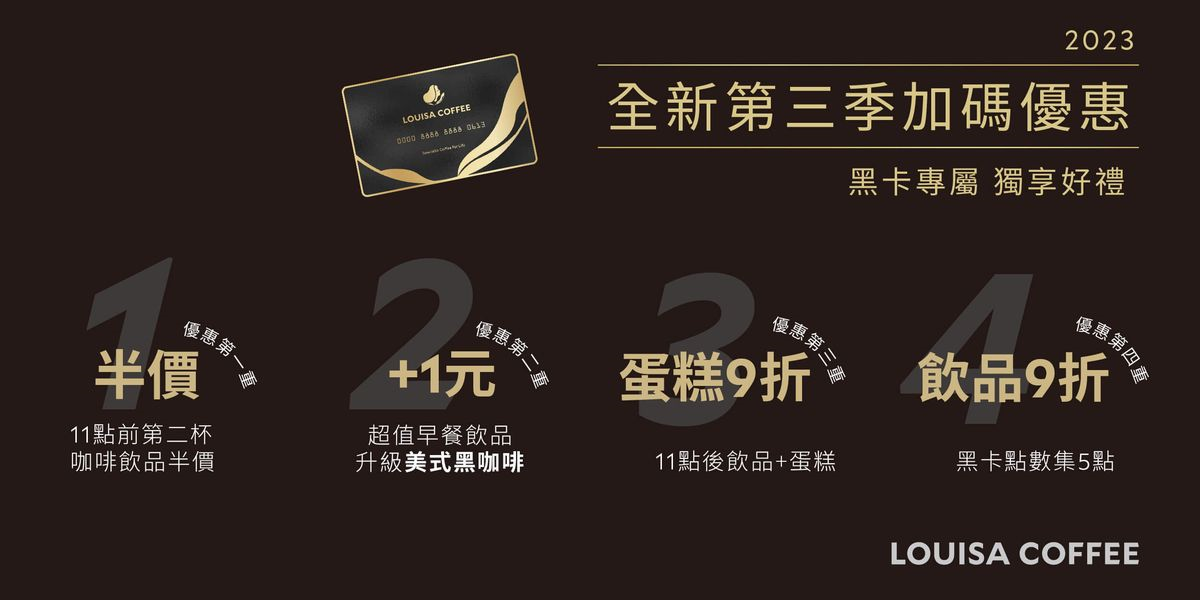 2023
全新第三季加碼優惠
黑卡專屬 獨享好禮
LOUISA COFFEE
0000 8888 8888 0613
1
優惠第一重
半價
11點前第二杯
咖啡飲品半價
2
優惠第二重
+1元
超值早餐飲品
升級美式黑咖啡
3
優惠第三重
蛋糕9折
11點後飲品+蛋糕
4
優惠第四重
飲品9折
黑卡點數集5點
LOUISA COFFEE